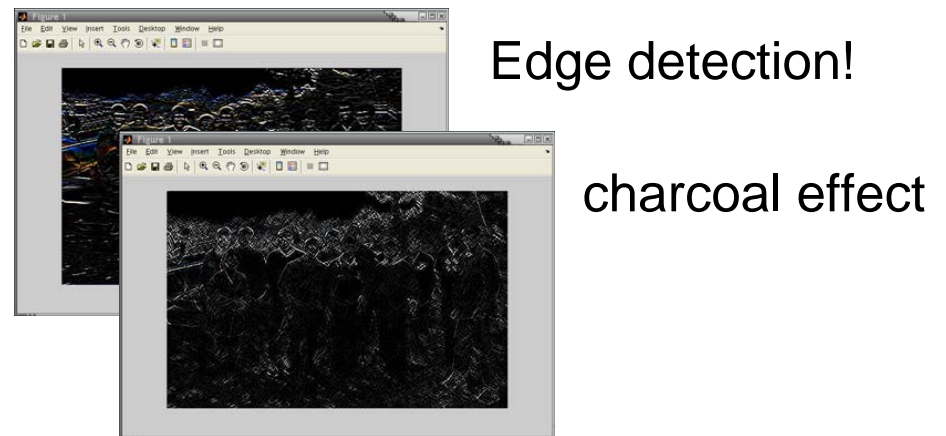 Figure 1
File Edit View Insert Tools Desktop Window Help
Edge detection!
Figure 1
File Edit View Insert Tools Desktop Window Help
charcoal effect